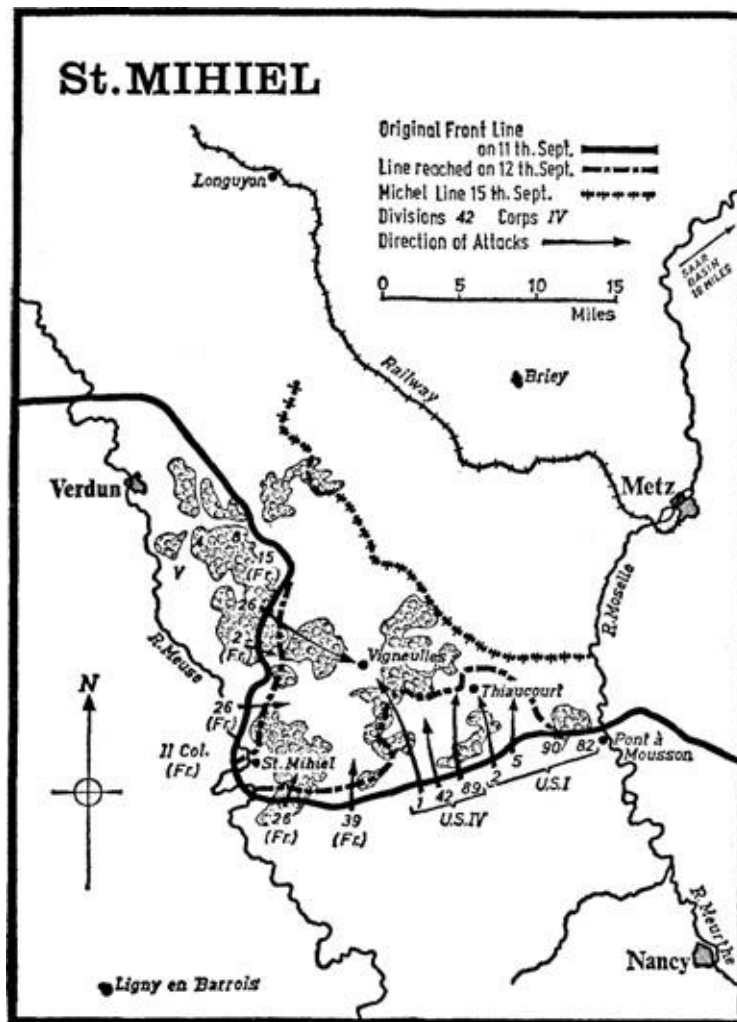 St. MIHIEL
Original Front Line
on 11 th. Sept.
Line reached on 12 th. Sept.
Michel Line 15 th. Sept.
Divisions 42 Corps IV
Direction of Attacks
0 5 10 15
Miles
SAAR
BASIN
18 MILES
Longuyon
Railway
Briey
Verdun
Metz
R. Moselle
4
8
15
(Fr.)
V
26
2
(Fr.)
R. Meuse
Vigneulles
Thiaucourt
N
26
(Fr.)
II Col.
(Fr.)
St. Mihiel
26
(Fr.)
39
(Fr.)
1
42
89
2
5
90
82
Pont à
Mousson
U.S.IV
U.S.I
R. Meurthe
Nancy
Ligny en Barrois